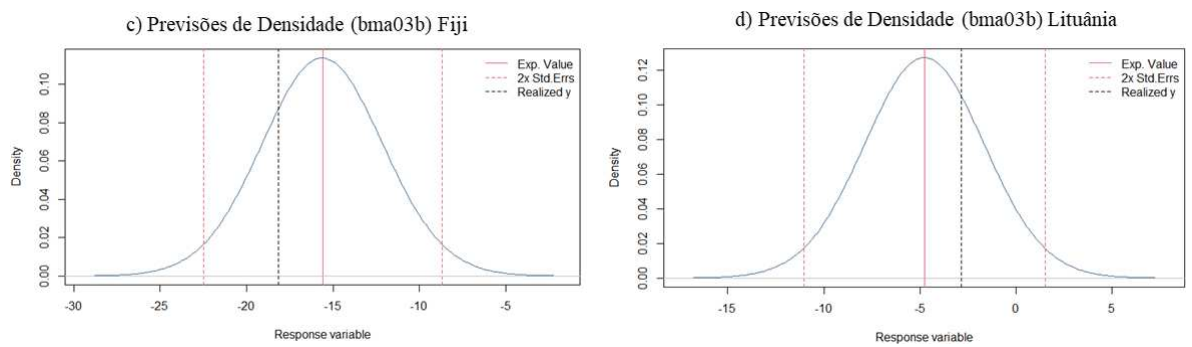 c) Previsões de Densidade (bma03b) Fiji
Exp. Value
2x Std.Errs
Realized y
Density
0.00
0.02
0.04
0.06
0.08
0.10
-30
-25
-20
-15
-10
-5
Response variable
d) Previsões de Densidade (bma03b) Lituânia
Exp. Value
2x Std.Errs
Realized y
Density
0.00
0.02
0.04
0.06
0.08
0.10
0.12
-15
-10
-5
0
5
Response variable